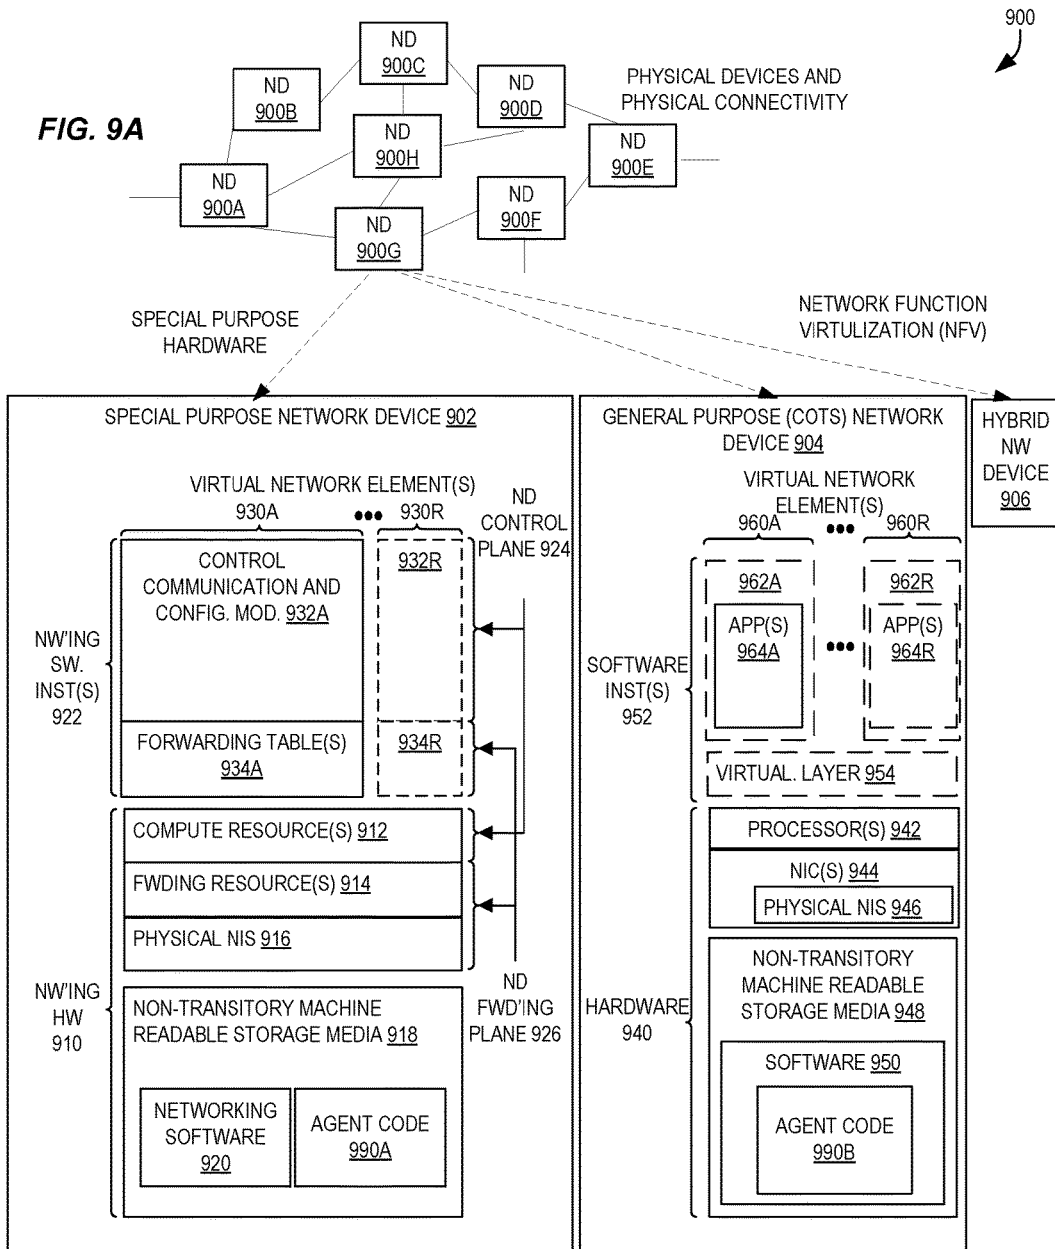 900
ND
900C
ND
900B
ND
900D
PHYSICAL DEVICES AND
PHYSICAL CONNECTIVITY
FIG. 9A
ND
900H
ND
900E
ND
900A
ND
900F
ND
900G
SPECIAL PURPOSE
HARDWARE
NETWORK FUNCTION
VIRTULIZATION (NFV)
SPECIAL PURPOSE NETWORK DEVICE 902
VIRTUAL NETWORK ELEMENT(S)
930A
930R
ND
CONTROL
PLANE 924
CONTROL
COMMUNICATION AND
CONFIG. MOD. 932A
932R
NW'ING
SW.
INST(S)
922
FORWARDING TABLE(S)
934A
934R
COMPUTE RESOURCE(S) 912
FWDING RESOURCE(S) 914
PHYSICAL NIS 916
ND
FWD'ING
PLANE 926
NW'ING
HW
910
NON-TRANSITORY MACHINE
READABLE STORAGE MEDIA 918
NETWORKING
SOFTWARE
920
AGENT CODE
990A
GENERAL PURPOSE (COTS) NETWORK
DEVICE 904
VIRTUAL NETWORK
ELEMENT(S)
960A
960R
962A
962R
APP(S)
964A
APP(S)
964R
SOFTWARE
INST(S)
952
VIRTUAL. LAYER 954
PROCESSOR(S) 942
NIC(S) 944
PHYSICAL NIS 946
HARDWARE
940
NON-TRANSITORY
MACHINE READABLE
STORAGE MEDIA 948
SOFTWARE 950
AGENT CODE
990B
HYBRID
NW
DEVICE
906